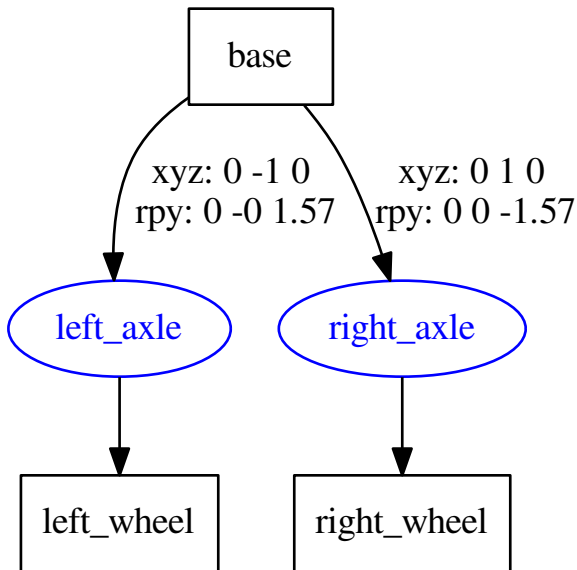 base
xyz: 0 -1 0
rpy: 0 -0 1.57
xyz: 0 1 0
rpy: 0 0 -1.57
left_axle
right_axle
left_wheel
right_wheel